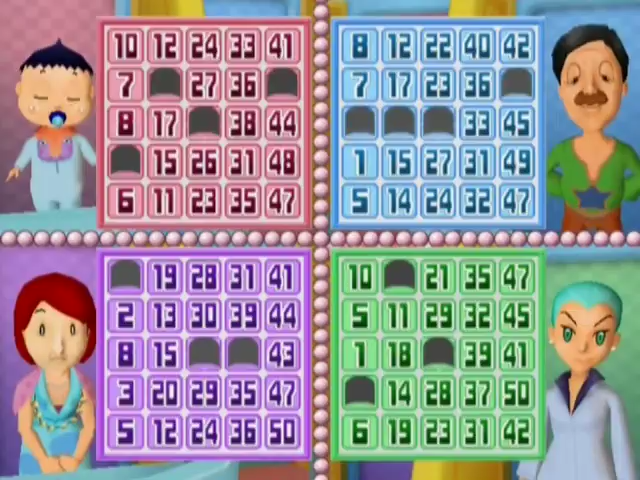 10 12 24 33 41
7 27 36
8 17 38 44
15 26 31 48
6 11 23 35 47
8 12 22 40 42
7 17 23 36
33 45
1 15 27 31 49
5 14 24 32 47
19 28 31 41
2 13 30 39 44
8 15 43
3 20 29 35 47
5 12 24 36 50
10 21 35 47
5 11 29 32 45
1 18 39 41
14 28 37 50
6 19 23 31 42